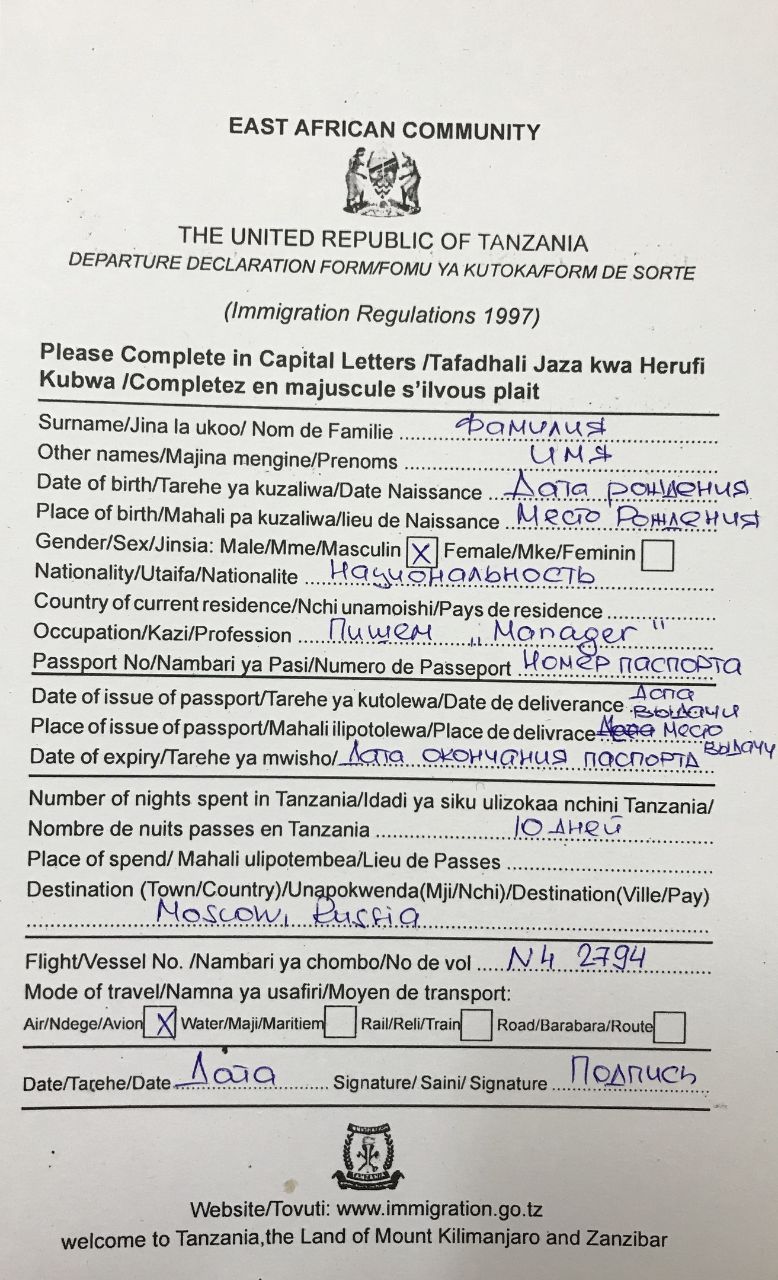 EAST AFRICAN COMMUNITY
THE UNITED REPUBLIC OF TANZANIA
DEPARTURE DECLARATION FORM/FOMU YA KUTOKA/FORM DE SORTE
(Immigration Regulations 1997)
Please Complete in Capital Letters /Tafadhali Jaza kwa Herufi
Kubwa /Completez en majuscule s'ilvous plait
Surname/Jina la ukoo/ Nom de Familie Фамилия
Other names/Majina mengine/Prenoms имя
Date of birth/Tarehe ya kuzaliwa/Date Naissance Дата рождения
Place of birth/Mahali pa kuzaliwa/lieu de Naissance Место Рождения
Gender/Sex/Jinsia: Male/Mme/Masculin X Female/Mke/Feminin
Nationality/Utaifa/Nationalite Национальность
Country of current residence/Nchi unamoishi/Pays de residence
Occupation/Kazi/Profession Пишем „Manager"
Passport No/Nambari ya Pasi/Numero de Passeport Номер паспорта
Date of issue of passport/Tarehe ya kutolewa/Date de deliverance Дата выдачи
Place of issue of passport/Mahali ilipotolewa/Place de delivrace Место выдачи
Date of expiry/Tarehe ya mwisho/ Дата окончания паспорта
Number of nights spent in Tanzania/Idadi ya siku ulizokaa nchini Tanzania/
Nombre de nuits passes en Tanzania 10 дней
Place of spend/ Mahali ulipotembea/Lieu de Passes
Destination (Town/Country)/Unapokwenda(Mji/Nchi)/Destination(Ville/Pay)
Moscow, Russia
Flight/Vessel No. /Nambari ya chombo/No de vol N4 2794
Mode of travel/Namna ya usafiri/Moyen de transport:
Air/Ndege/Avion X Water/Maji/Maritiem Rail/Reli/Train Road/Barabara/Route
Date/Tarehe/Date Дата Signature/ Saini/ Signature Подпись
TANZANIA
Website/Tovuti: www.immigration.go.tz
welcome to Tanzania,the Land of Mount Kilimanjaro and Zanzibar